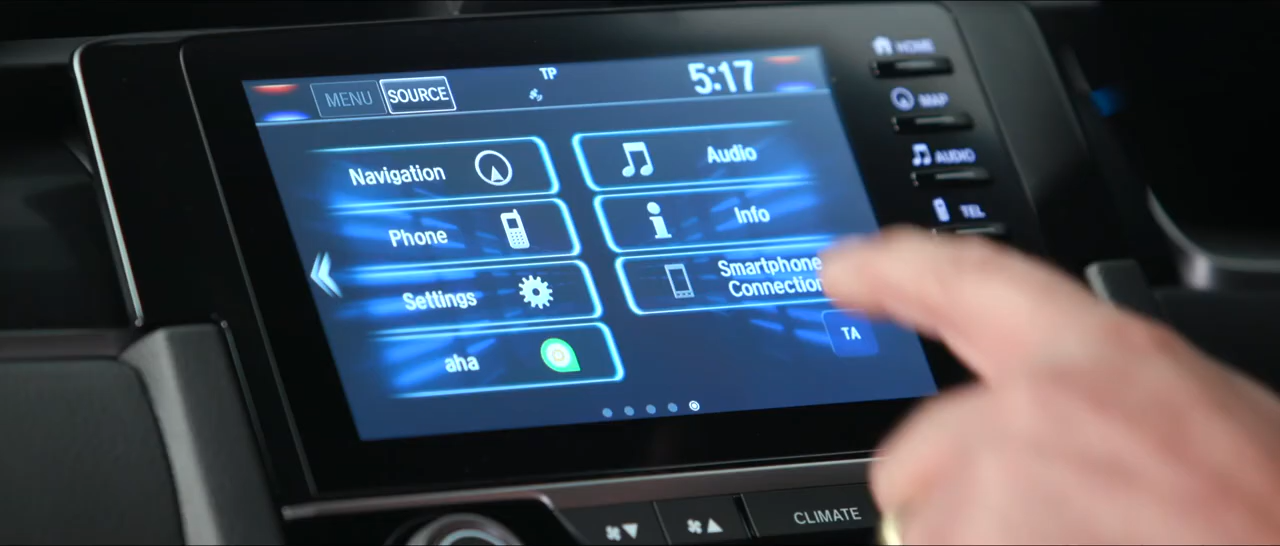 MENU
SOURCE
TP
5:17
HOME
MAP
AUDIO
TEL
Navigation
Audio
Phone
Info
Settings
Smartphone
Connection
aha
TA
CLIMATE